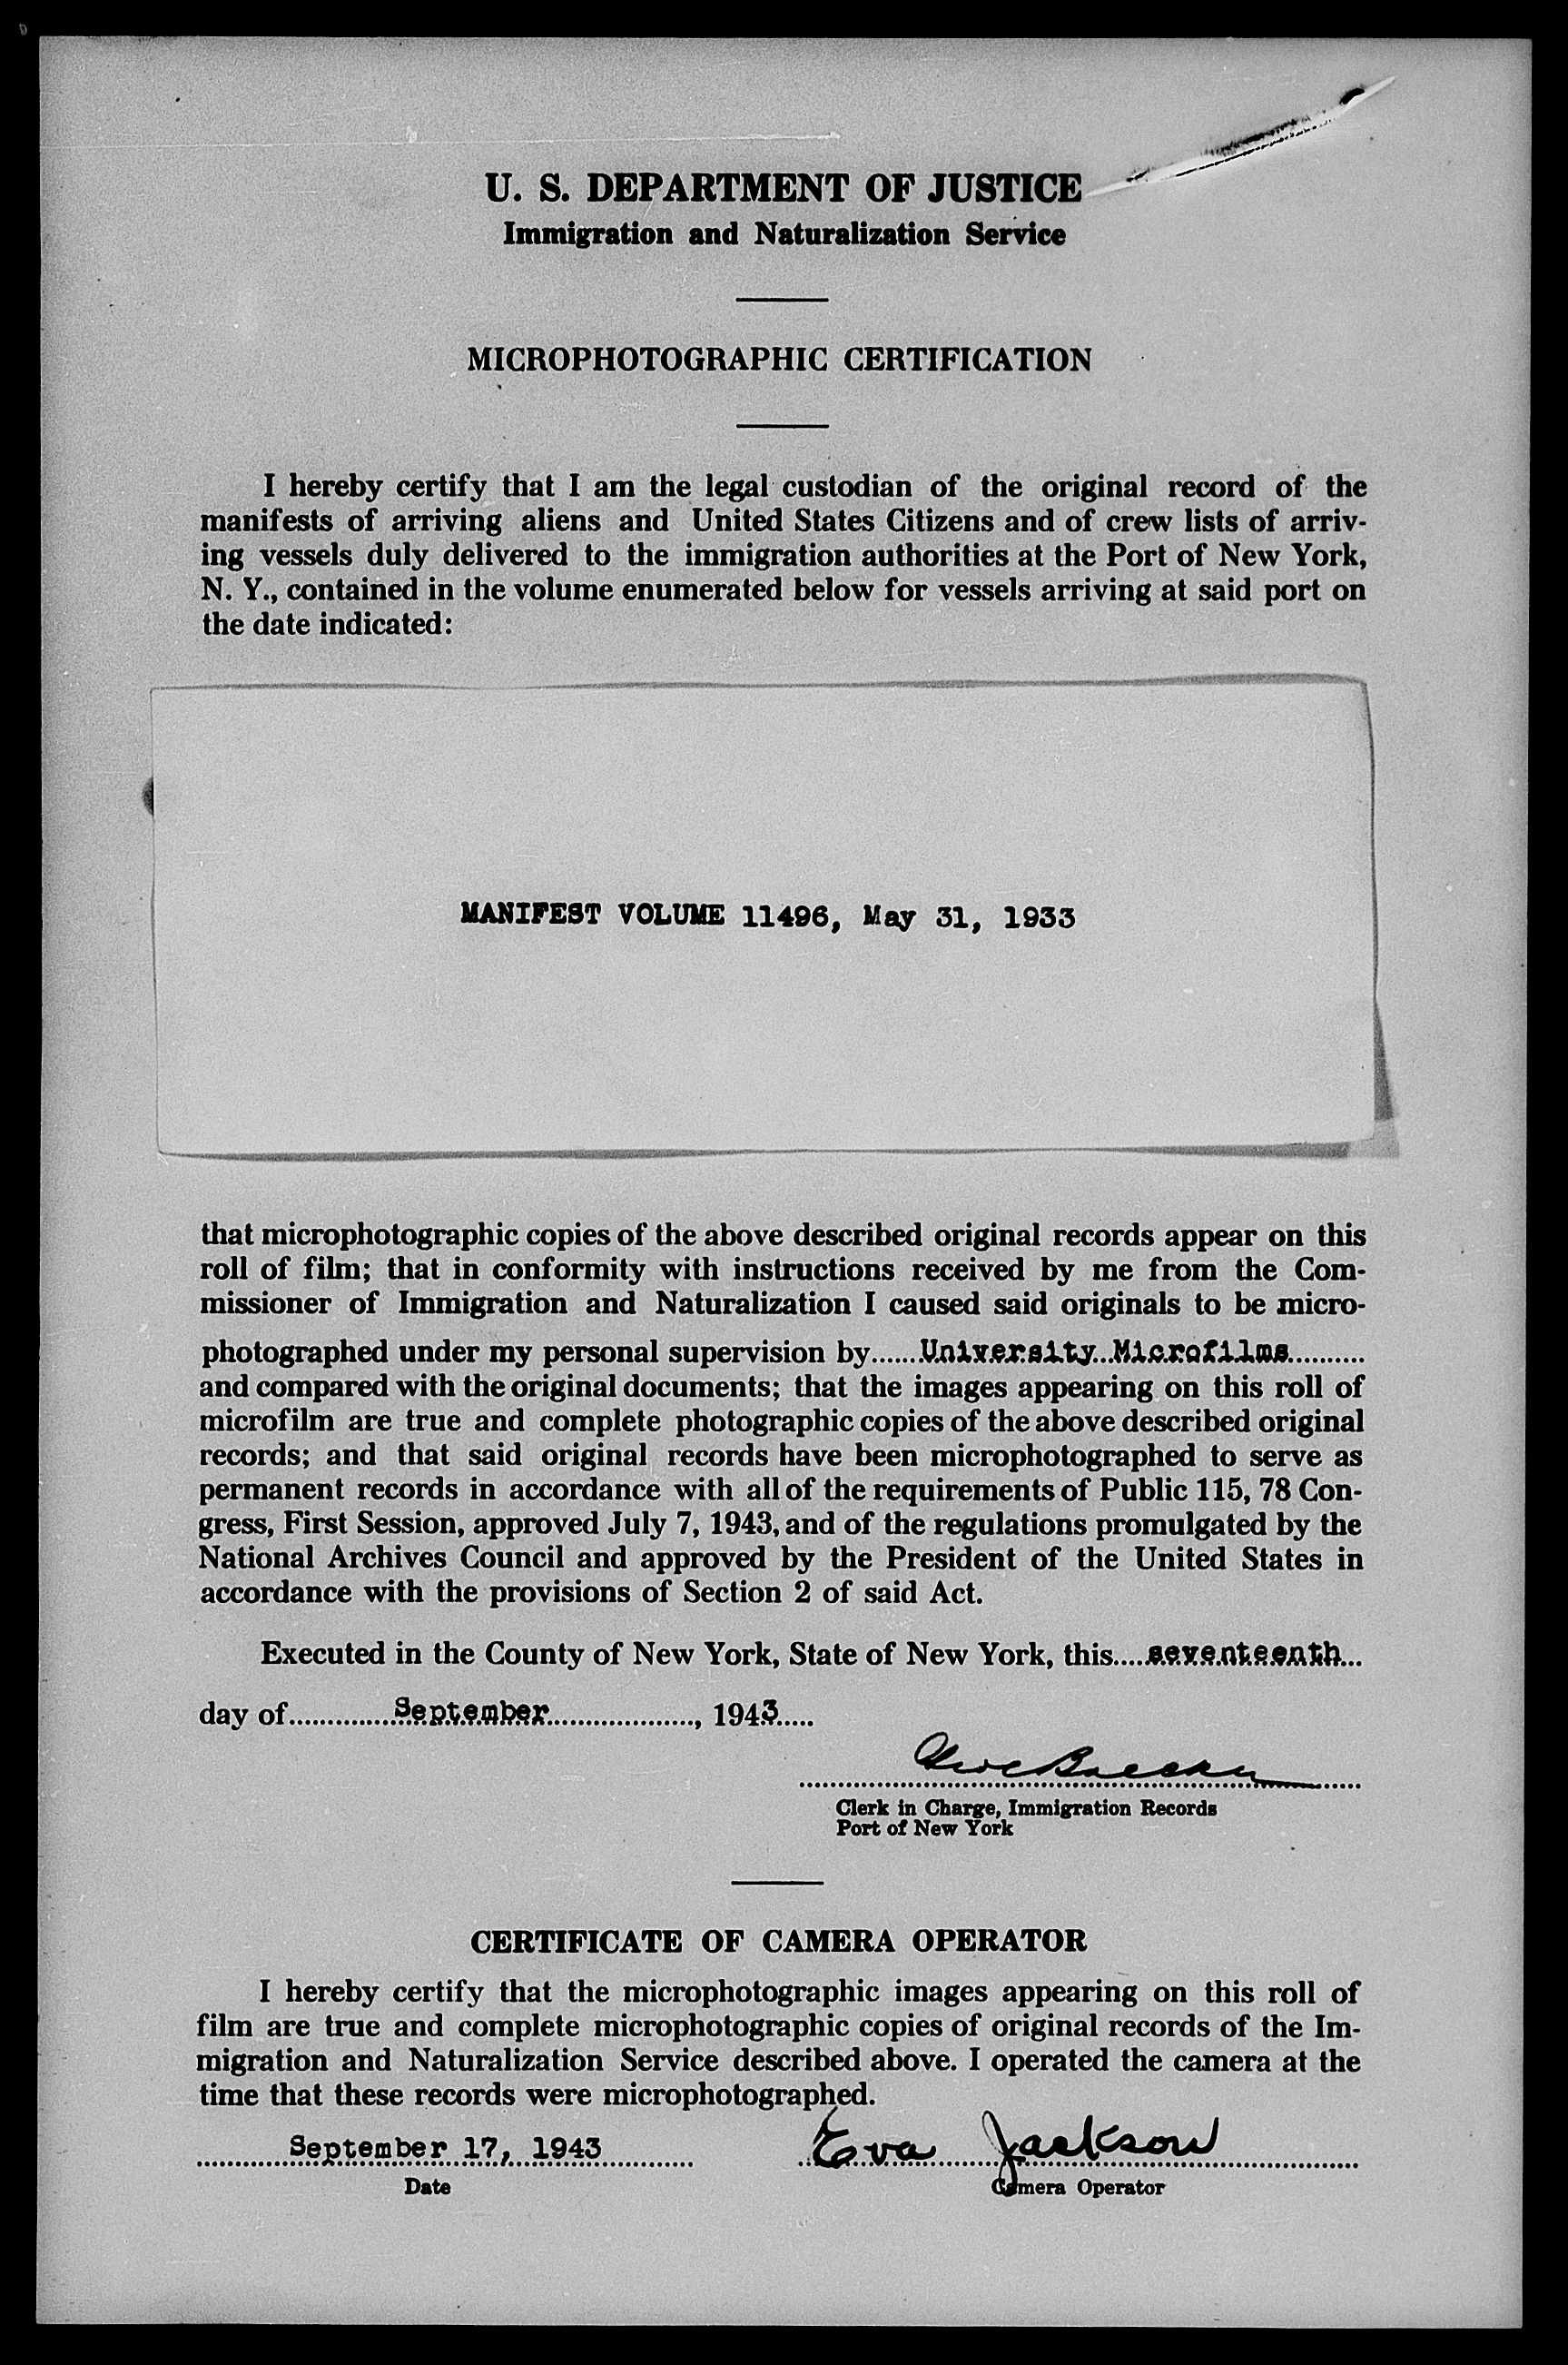 U. S. DEPARTMENT OF JUSTICE
Immigration and Naturalization Service
MICROPHOTOGRAPHIC CERTIFICATION
I hereby certify that I am the legal custodian of the original record of the
manifests of arriving aliens and United States Citizens and of crew lists of arriv-
ing vessels duly delivered to the immigration authorities at the Port of New York,
N. Y., contained in the volume enumerated below for vessels arriving at said port on
the date indicated:
MANIFEST VOLUME 11496, May 31, 1933
that microphotographic copies of the above described original records appear on this
roll of film; that in conformity with instructions received by me from the Com-
missioner of Immigration and Naturalization I caused said originals to be micro-
photographed under my personal supervision by University Microfilms
and compared with the original documents; that the images appearing on this roll of
microfilm are true and complete photographic copies of the above described original
records; and that said original records have been microphotographed to serve as
permanent records in accordance with all of the requirements of Public 115, 78 Con-
gress, First Session, approved July 7, 1943, and of the regulations promulgated by the
National Archives Council and approved by the President of the United States in
accordance with the provisions of Section 2 of said Act.
Executed in the County of New York, State of New York, this seventeenth
day of September, 1943
Clerk in Charge, Immigration Records
Port of New York
CERTIFICATE OF CAMERA OPERATOR
I hereby certify that the microphotographic images appearing on this roll of
film are true and complete microphotographic copies of original records of the Im-
migration and Naturalization Service described above. I operated the camera at the
time that these records were microphotographed.
September 17, 1943 Eva Jackson
Date Camera Operator